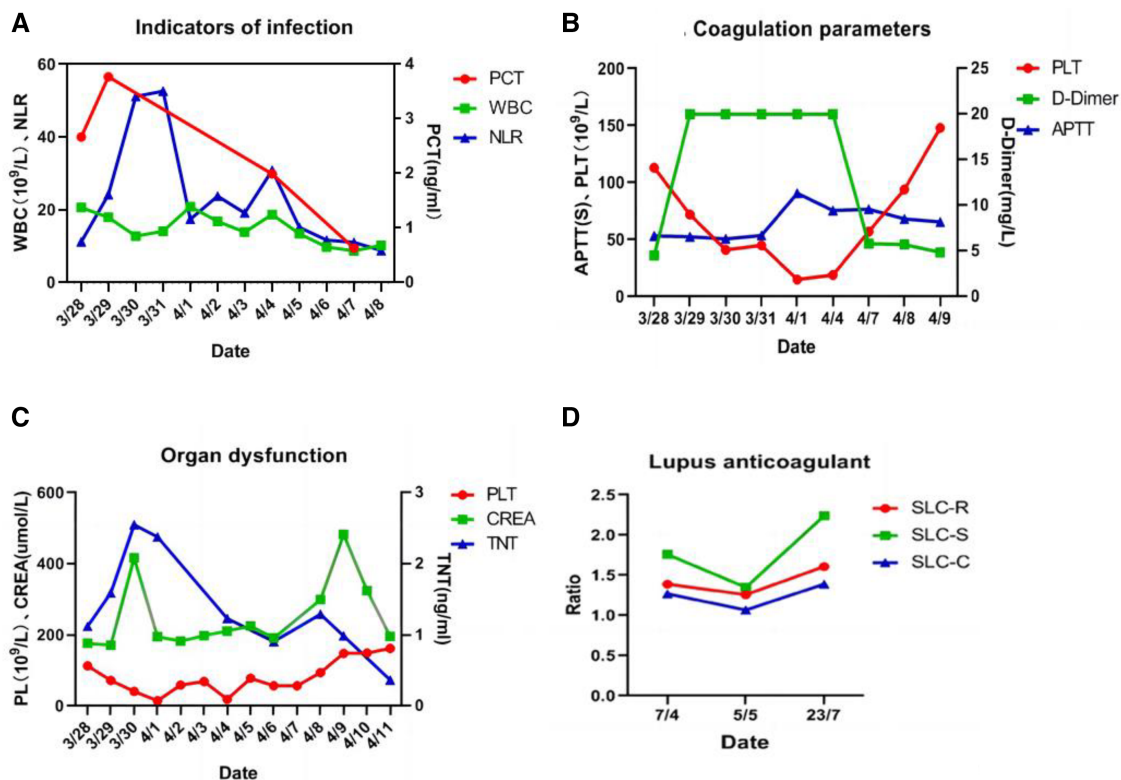 A
Indicators of infection
WBC(10⁹/L)、NLR
60
40
20
0
4
3
2
1
0
PCT(ng/ml)
PCT
WBC
NLR
3/28
3/29
3/30
3/31
4/1
4/2
4/3
4/4
4/5
4/6
4/7
4/8
Date
B
Coagulation parameters
APTT(S)、PLT(10⁹/L)
200
150
100
50
0
25
20
15
10
5
0
D-Dimer(mg/L)
PLT
D-Dimer
APTT
3/28
3/29
3/30
3/31
4/1
4/4
4/7
4/8
4/9
Date
C
Organ dysfunction
PL(10⁹/L)、CREA(umol/L)
600
400
200
0
3
2
1
0
TNT(ng/ml)
PLT
CREA
TNT
3/28
3/29
3/30
4/1
4/2
4/3
4/4
4/5
4/6
4/7
4/8
4/9
4/10
4/11
Date
D
Lupus anticoagulant
Ratio
2.5
2.0
1.5
1.0
0.5
0.0
SLC-R
SLC-S
SLC-C
7/4
5/5
23/7
Date